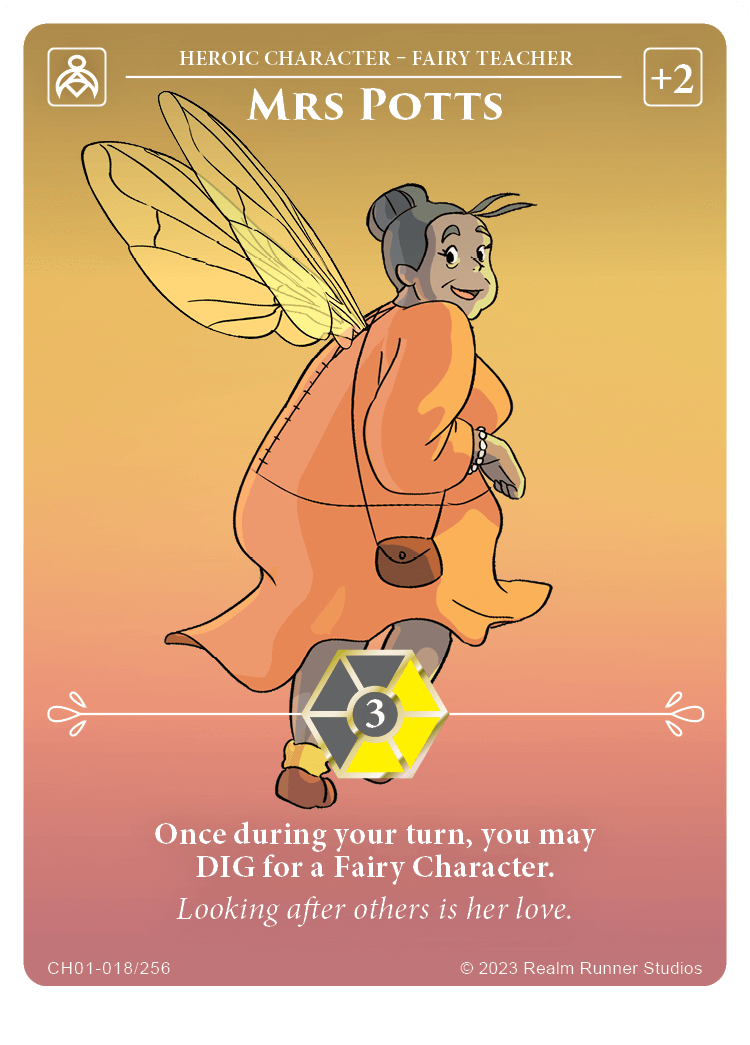 HEROIC CHARACTER – FAIRY TEACHER
+2
MRS POTTS
3
Once during your turn, you may
DIG for a Fairy Character.
Looking after others is her love.
CH01-018/256
© 2023 Realm Runner Studios